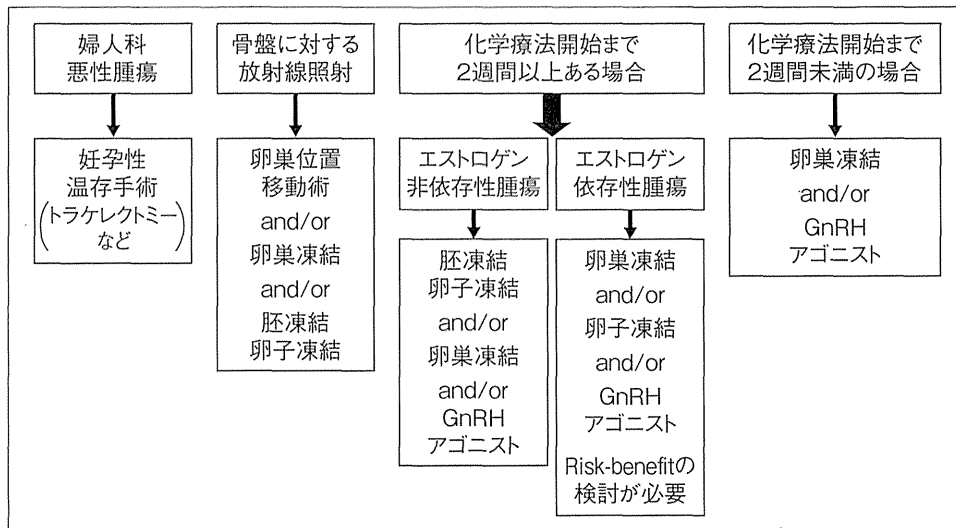 婦人科
悪性腫瘍
妊孕性
温存手術
(トラケレクトミー
など)
骨盤に対する
放射線照射
卵巣位置
移動術
and/or
卵巣凍結
and/or
胚凍結
卵子凍結
化学療法開始まで
2週間以上ある場合
エストロゲン
非依存性腫瘍
胚凍結
卵子凍結
and/or
卵巣凍結
and/or
GnRH
アゴニスト
エストロゲン
依存性腫瘍
卵巣凍結
and/or
卵子凍結
and/or
GnRH
アゴニスト
Risk-benefitの
検討が必要
化学療法開始まで
2週間未満の場合
卵巣凍結
and/or
GnRH
アゴニスト